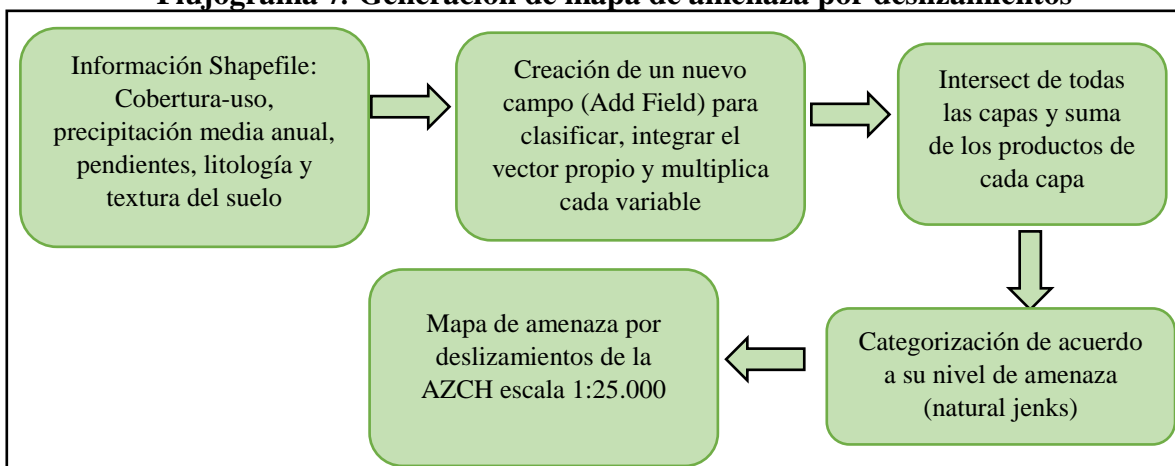 Flujograma 7. Generación de mapa de amenaza por deslizamientos
Información Shapefile:
Cobertura-uso,
precipitación media anual,
pendientes, litología y
textura del suelo
Creación de un nuevo
campo (Add Field) para
clasificar, integrar el
vector propio y multiplica
cada variable
Intersect de todas
las capas y suma
de los productos de
cada capa
Categorización de acuerdo
a su nivel de amenaza
(natural jenks)
Mapa de amenaza por
deslizamientos de la
AZCH escala 1:25.000